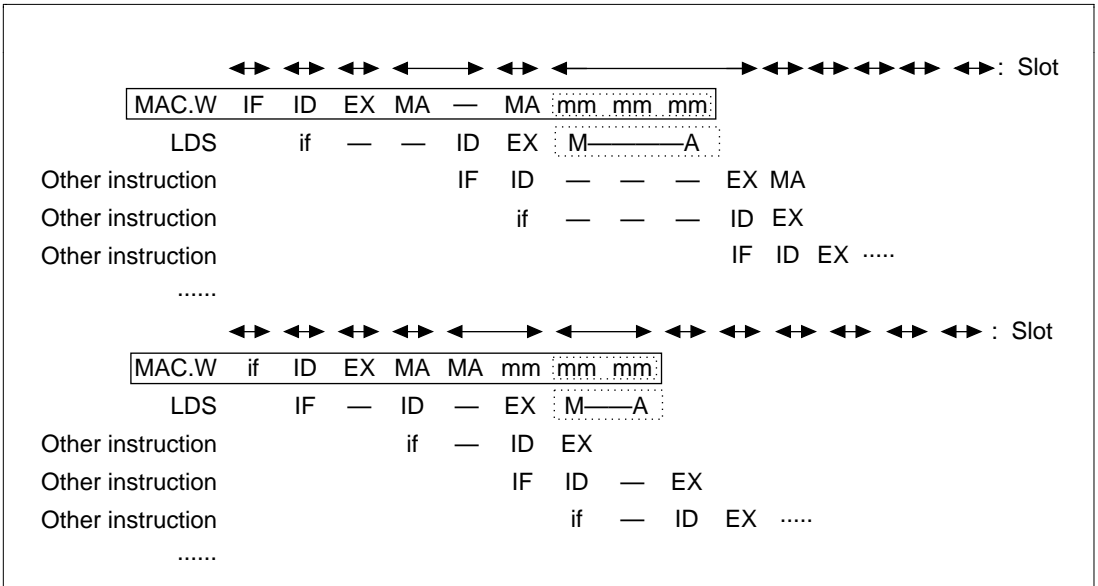 : Slot
MAC.W IF ID EX MA — MA mm mm mm
LDS if — — ID EX M————A
Other instruction IF ID — — — EX MA
Other instruction if — — — ID EX
Other instruction IF ID EX ·····
······
: Slot
MAC.W if ID EX MA MA mm mm mm
LDS IF — ID — EX M——A
Other instruction if — ID EX
Other instruction IF ID — EX
Other instruction if — ID EX ·····
······